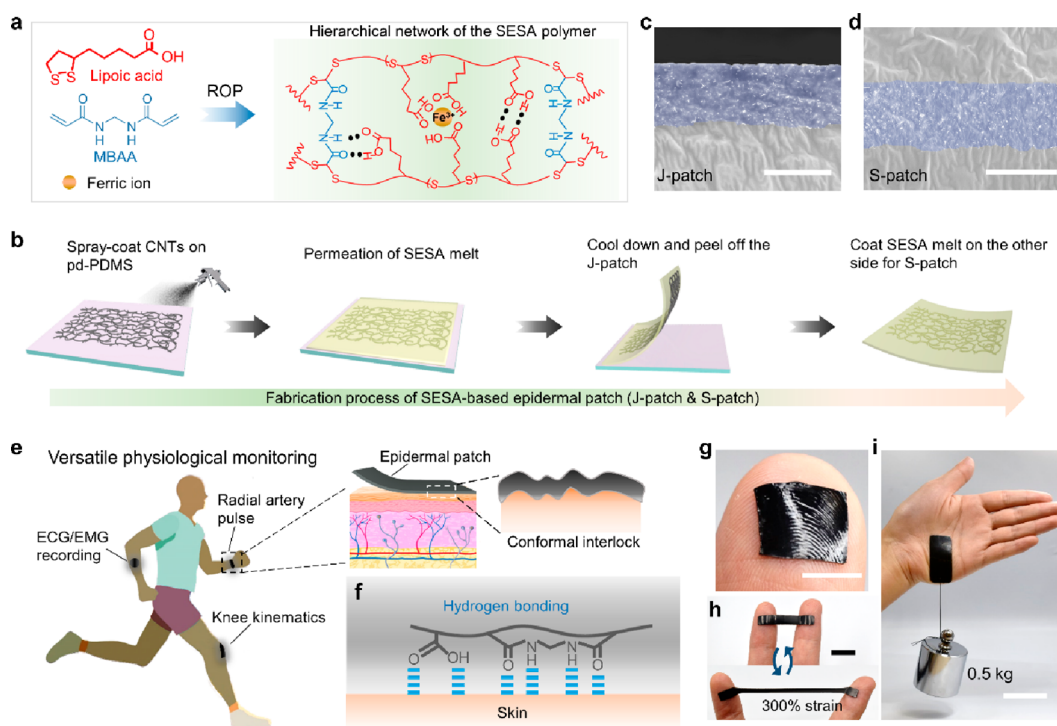 a
Lipoic acid
OH
O
S
S
O
O
N
H
N
H
MBAA
Ferric ion
ROP
Hierarchical network of the SESA polymer
Fe³⁺
c
J-patch
d
S-patch
b
Spray-coat CNTs on
pd-PDMS
Permeation of SESA melt
Cool down and peel off the
J-patch
Coat SESA melt on the other
side for S-patch
Fabrication process of SESA-based epidermal patch (J-patch & S-patch)
e
Versatile physiological monitoring
ECG/EMG
recording
Radial artery
pulse
Knee kinematics
Epidermal patch
Conformal interlock
f
Hydrogen bonding
O
OH
O
N
H
N
H
O
Skin
g
h
300% strain
i
0.5 kg